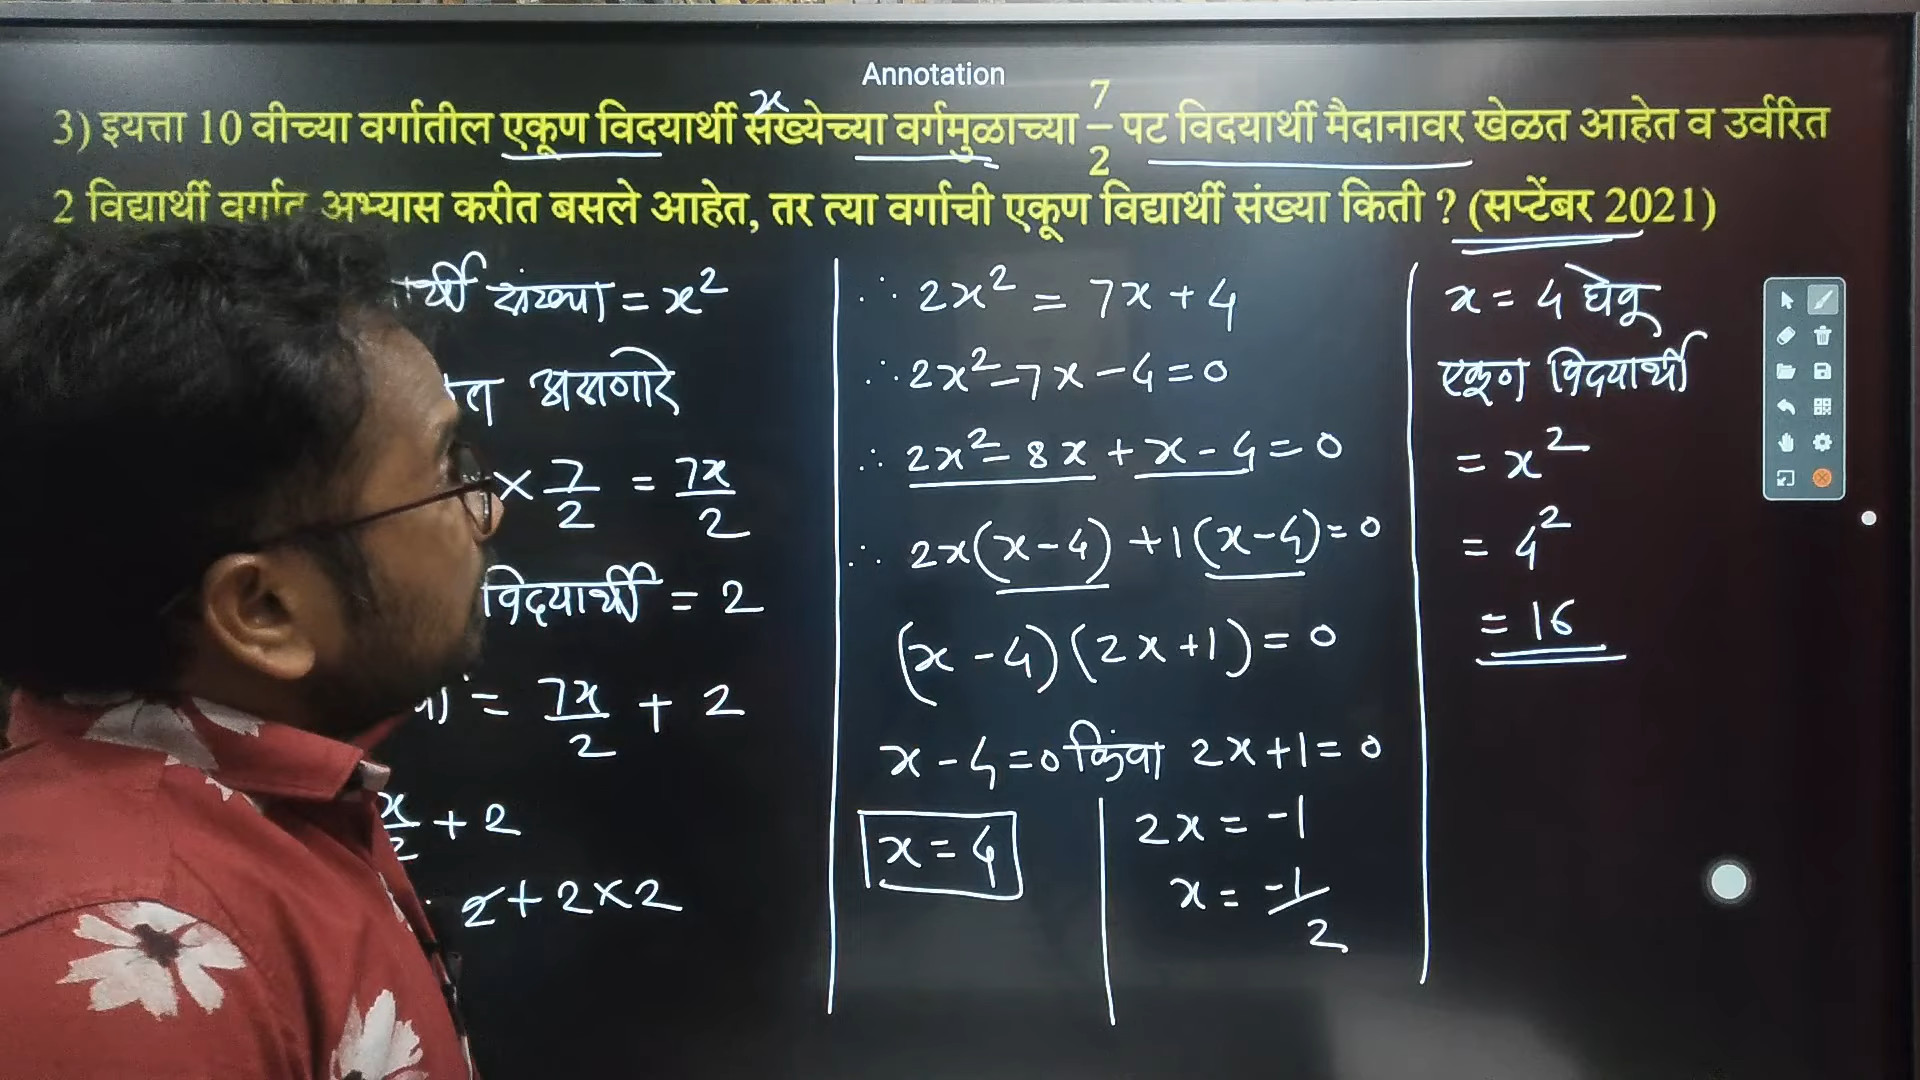 Annotation
3) इयत्ता 10 वीच्या वर्गातील एकूण विदयार्थी संख्येच्या वर्गमुळाच्या 7/2 पट विदयार्थी मैदानावर खेळत आहेत व उर्वरित
x
2 विद्यार्थी वर्गात अभ्यास करीत बसले आहेत, तर त्या वर्गाची एकूण विद्यार्थी संख्या किती ? (सप्टेंबर 2021)
संख्या = x²
असणारे
× 7/2 = 7x/2
विदयार्थी = 2
= 7x/2 + 2
x/2 + 2
2 + 2×2
∴ 2x² = 7x + 4
∴ 2x² – 7x – 4 = 0
∴ 2x² – 8x + x – 4 = 0
∴ 2x(x – 4) + 1(x – 4) = 0
(x – 4)(2x + 1) = 0
x – 4 = 0 किंवा 2x + 1 = 0
x = 4
2x = -1
x = -1/2
x = 4 घेवू
एकूण विदयार्थी
= x²
= 4²
= 16